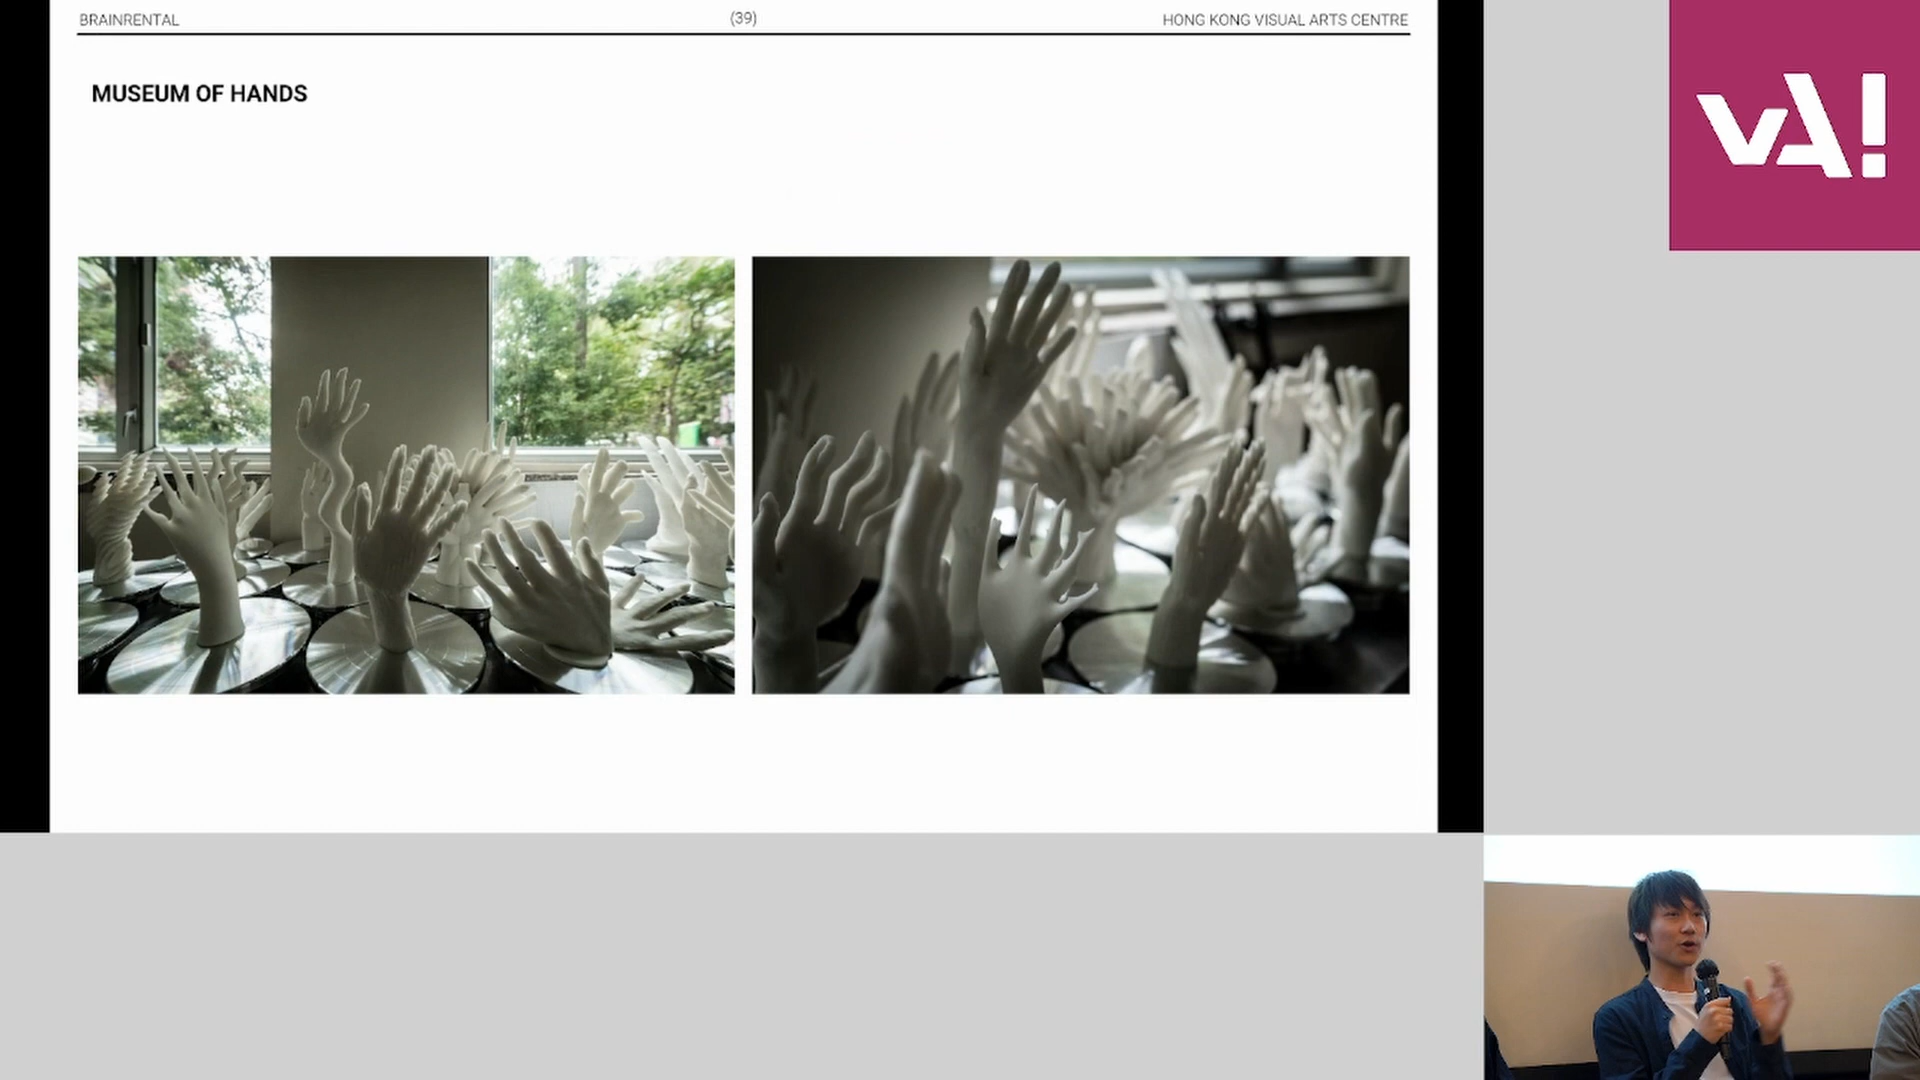 BRAINRENTAL
(39)
HONG KONG VISUAL ARTS CENTRE
vA!
MUSEUM OF HANDS